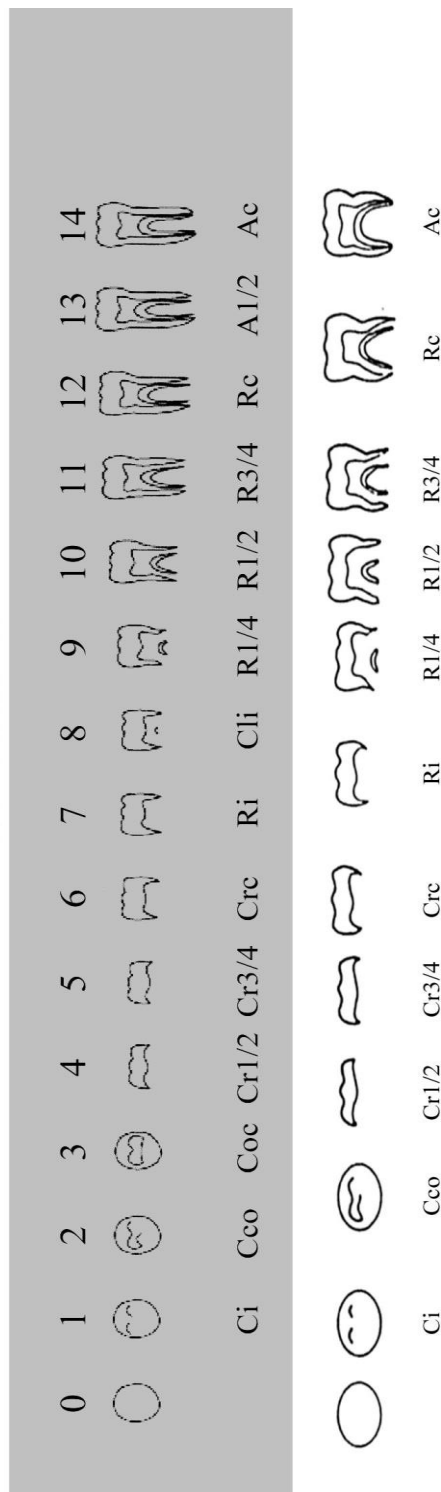 0 1 2 3 4 5 6 7 8 9 10 11 12 13 14
Ci Cco Coc Cr1/2 Cr3/4 Crc Ri Cli R1/4 R1/2 R3/4 Rc A1/2 Ac
Ci Cco Cr1/2 Cr3/4 Crc Ri R1/4 R1/2 R3/4 Rc Ac